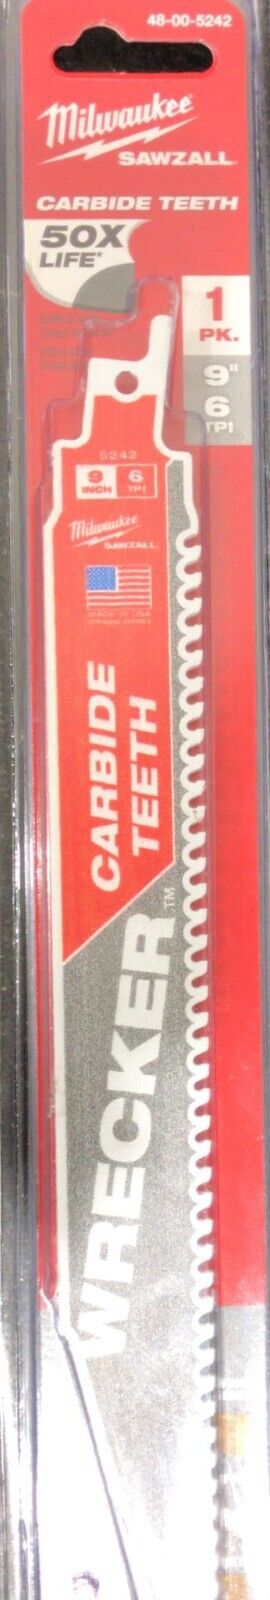 48-00-5242
Milwaukee
SAWZALL
CARBIDE TEETH
50X
LIFE*
1
PK.
9"
6
TPI
5242
9
INCH
6
TPI
Milwaukee
SAWZALL
MADE IN USA
CARBIDE
TEETH
WRECKER™